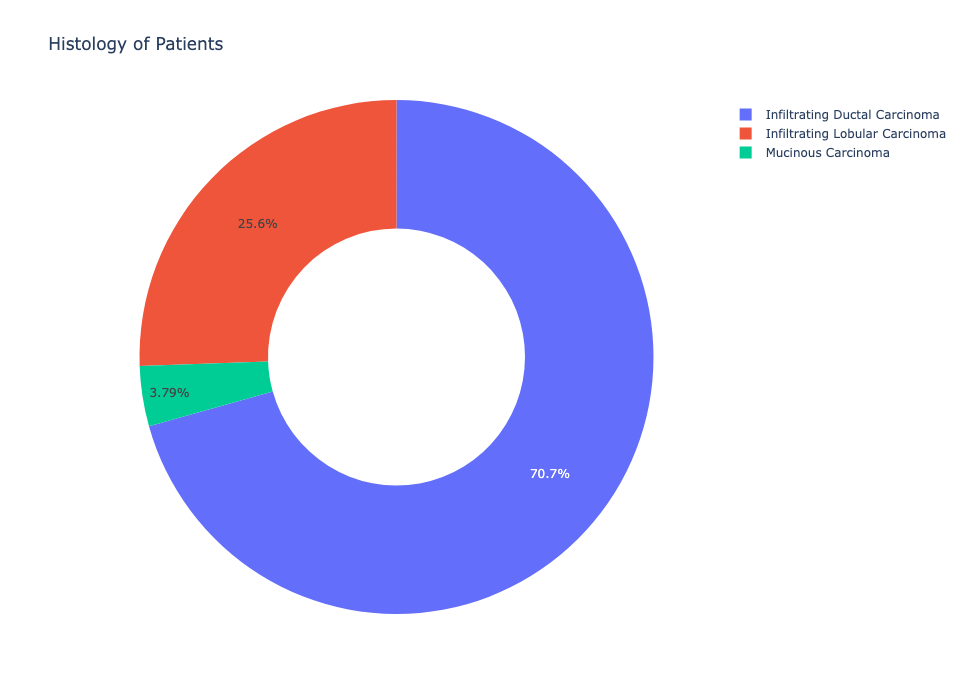 Histology of Patients
Infiltrating Ductal Carcinoma
Infiltrating Lobular Carcinoma
Mucinous Carcinoma
25.6%
3.79%
70.7%